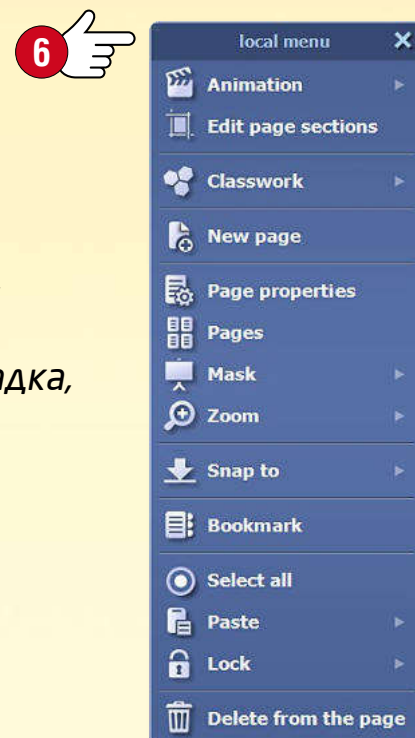 6
local menu
Animation
Edit page sections
Classwork
New page
Page properties
Pages
Mask
Zoom
Snap to
Bookmark
Select all
Paste
Lock
Delete from the page